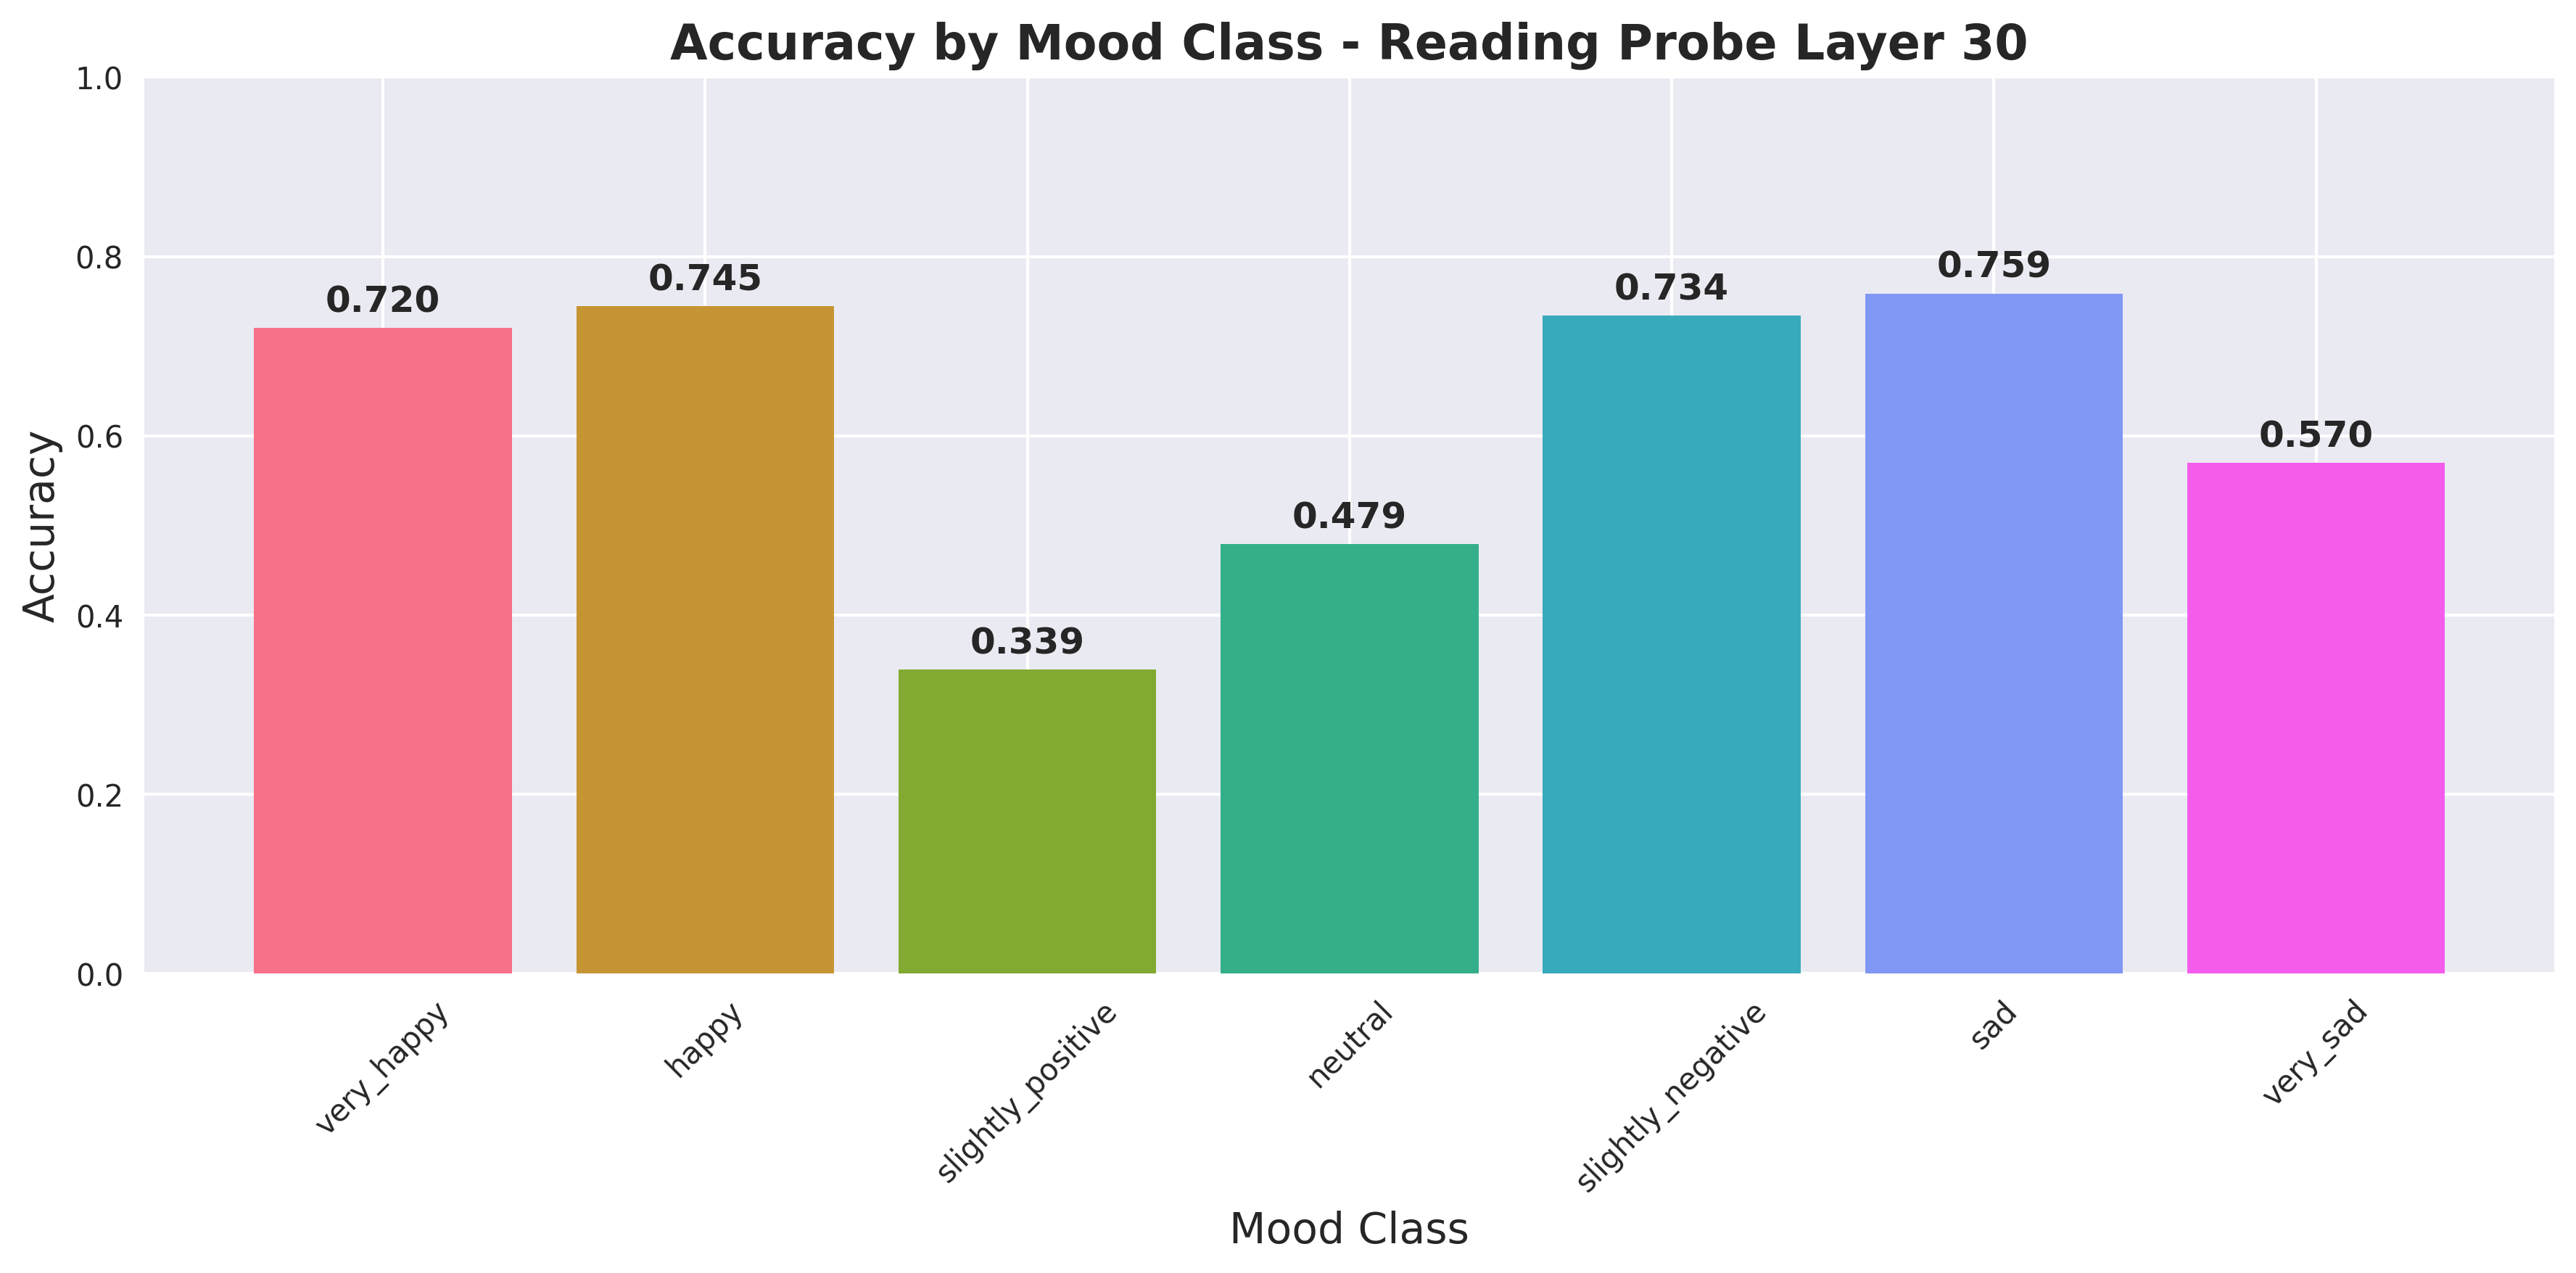 Accuracy by Mood Class - Reading Probe Layer 30
1.0
0.8
0.6
0.4
0.2
0.0
Accuracy
0.720
0.745
0.339
0.479
0.734
0.759
0.570
very_happy
happy
slightly_positive
neutral
slightly_negative
sad
very_sad
Mood Class